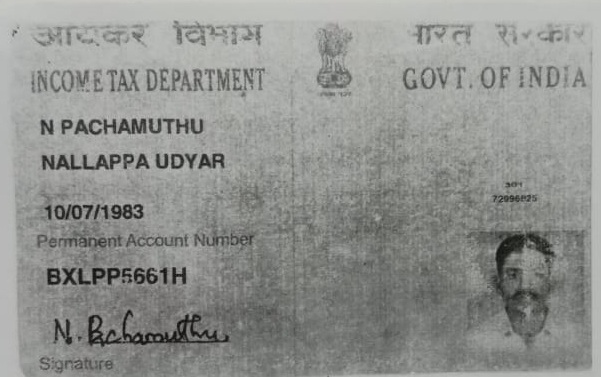 आयकर विभाग भारत सरकार
INCOME TAX DEPARTMENT GOVT. OF INDIA
N PACHAMUTHU
NALLAPPA UDYAR
10/07/1983
Permanent Account Number
BXLPP5661H
N. Pachamuthu
Signature